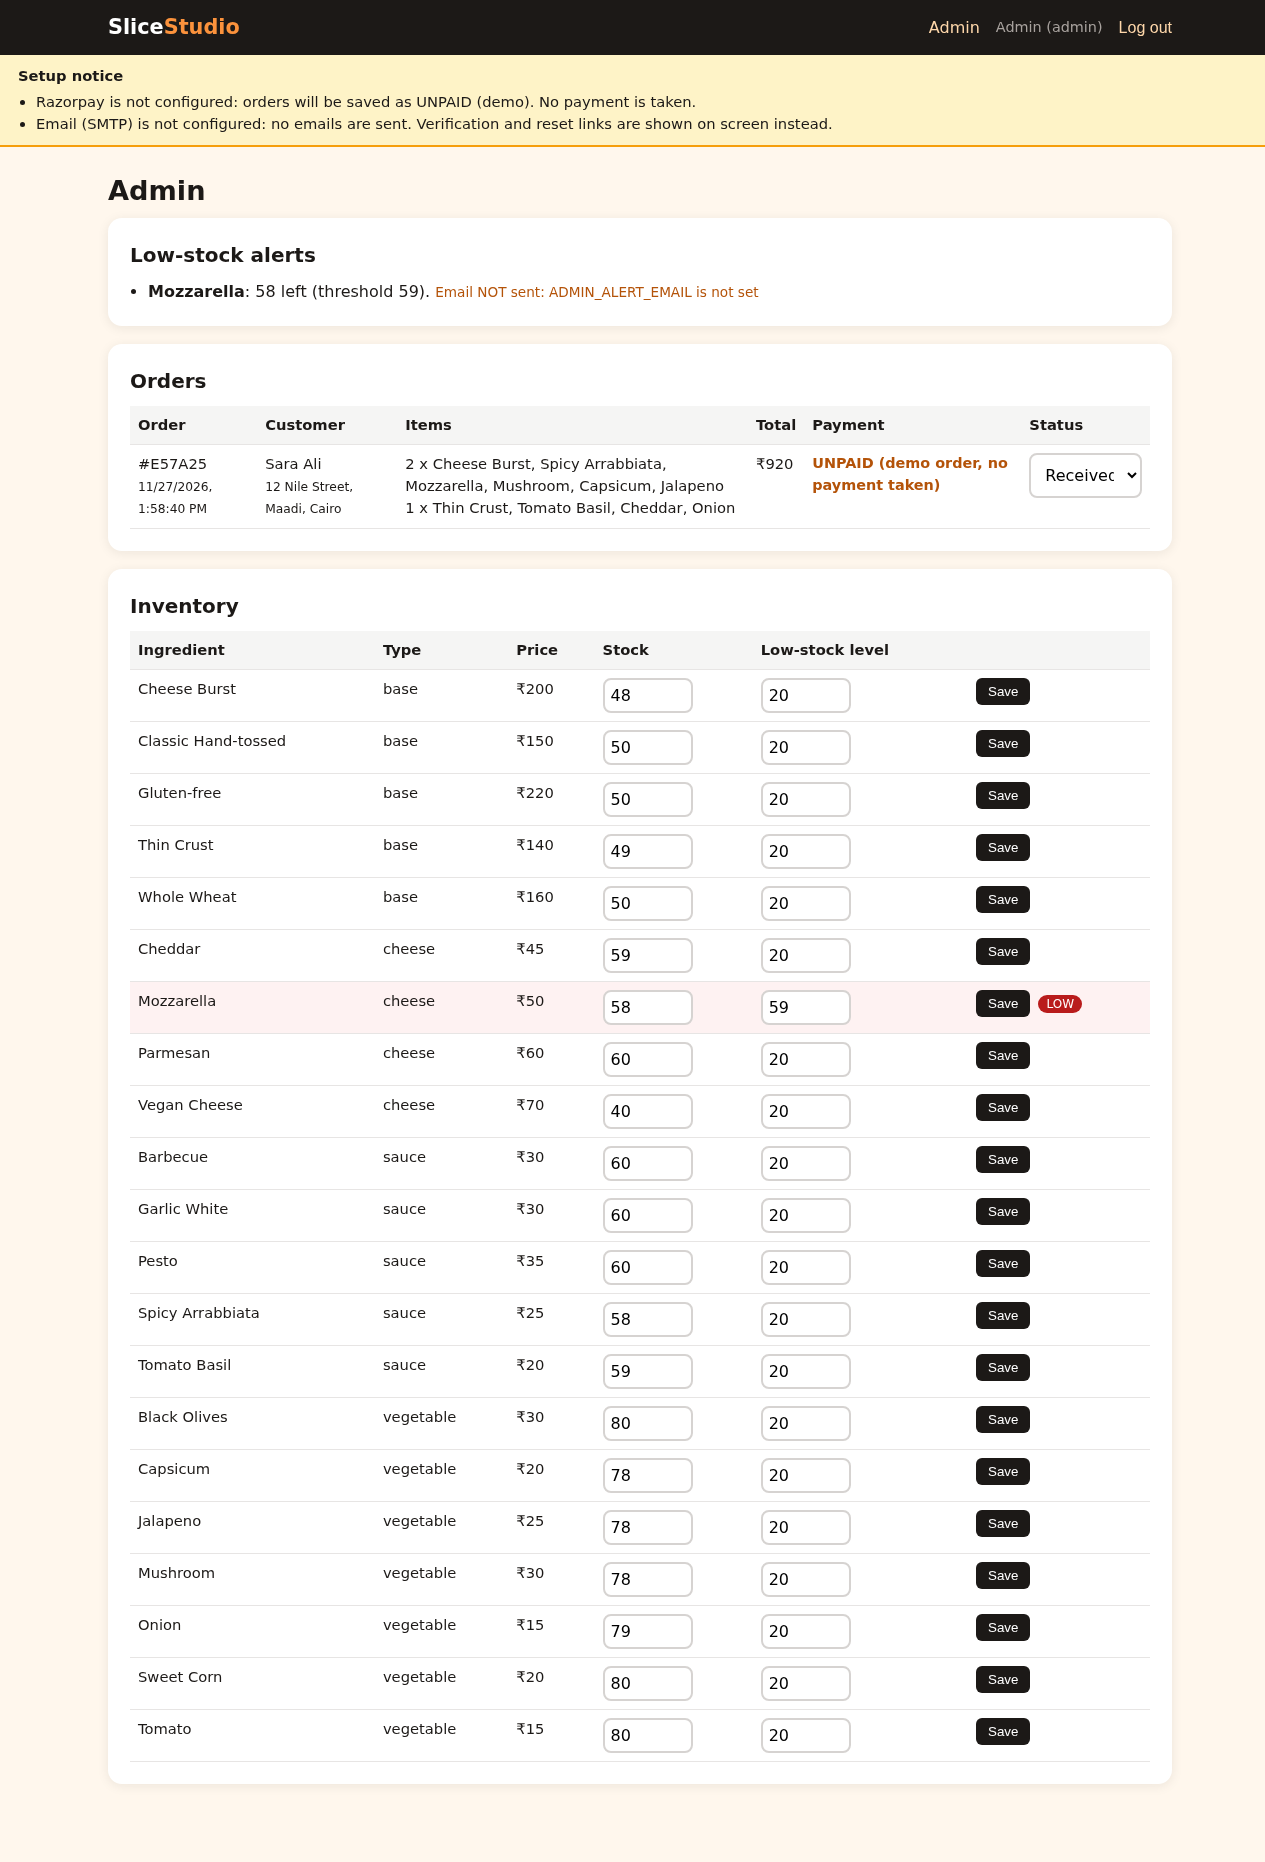 SliceStudio
Admin Admin (admin) Log out
Setup notice
• Razorpay is not configured: orders will be saved as UNPAID (demo). No payment is taken.
• Email (SMTP) is not configured: no emails are sent. Verification and reset links are shown on screen instead.
Admin
Low-stock alerts
• Mozzarella: 58 left (threshold 59). Email NOT sent: ADMIN_ALERT_EMAIL is not set
Orders
Order Customer Items Total Payment Status
#E57A25 Sara Ali 2 x Cheese Burst, Spicy Arrabbiata, ₹920 UNPAID (demo order, no Received
11/27/2026, 12 Nile Street, Mozzarella, Mushroom, Capsicum, Jalapeno payment taken)
1:58:40 PM Maadi, Cairo 1 x Thin Crust, Tomato Basil, Cheddar, Onion
Inventory
Ingredient Type Price Stock Low-stock level
Cheese Burst base ₹200 48 20 Save
Classic Hand-tossed base ₹150 50 20 Save
Gluten-free base ₹220 50 20 Save
Thin Crust base ₹140 49 20 Save
Whole Wheat base ₹160 50 20 Save
Cheddar cheese ₹45 59 20 Save
Mozzarella cheese ₹50 58 59 Save LOW
Parmesan cheese ₹60 60 20 Save
Vegan Cheese cheese ₹70 40 20 Save
Barbecue sauce ₹30 60 20 Save
Garlic White sauce ₹30 60 20 Save
Pesto sauce ₹35 60 20 Save
Spicy Arrabbiata sauce ₹25 58 20 Save
Tomato Basil sauce ₹20 59 20 Save
Black Olives vegetable ₹30 80 20 Save
Capsicum vegetable ₹20 78 20 Save
Jalapeno vegetable ₹25 78 20 Save
Mushroom vegetable ₹30 78 20 Save
Onion vegetable ₹15 79 20 Save
Sweet Corn vegetable ₹20 80 20 Save
Tomato vegetable ₹15 80 20 Save